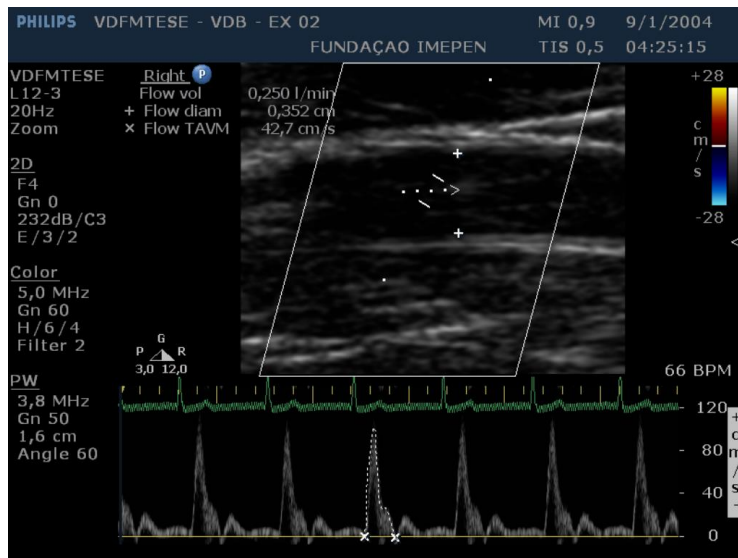 PHILIPS VDFMTESE - VDB - EX 02 MI 0,9 9/1/2004
FUNDAÇAO IMEPEN TIS 0,5 04:25:15
VDFMTESE Right P +28
L12-3 Flow vol 0,250 l/min
20Hz + Flow diam 0,352 cm
Zoom × Flow TAVM 42,7 cm/s
cm/s
2D
F4
Gn 0
232dB/C3
E/3/2
-28
<
Color
5,0 MHz
Gn 60
H/6/4
Filter 2
G
P R
3,0 12,0
66 BPM
PW
3,8 MHz
Gn 50
1,6 cm
Angle 60
- 120
- 80
- 40
- 0
+
cm/s
-